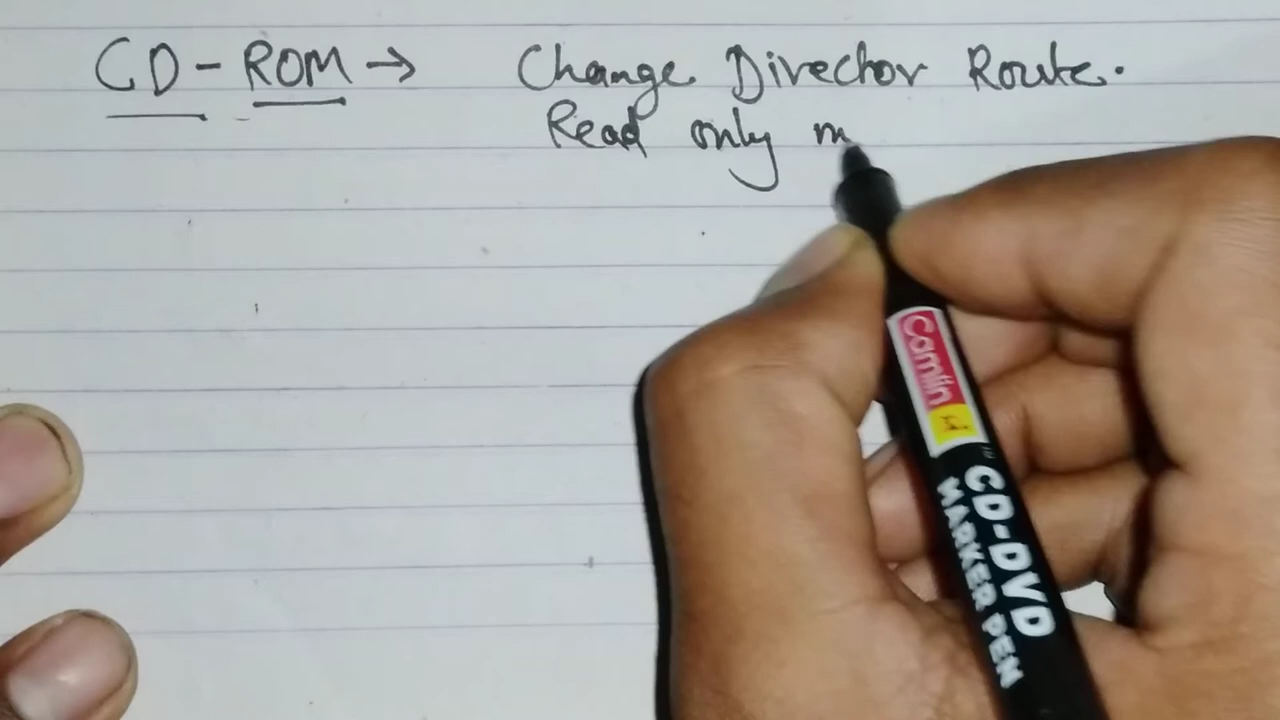 CD-ROM → Change Director Route.
Read only m
Camlin
CD-DVD
MARKER PEN